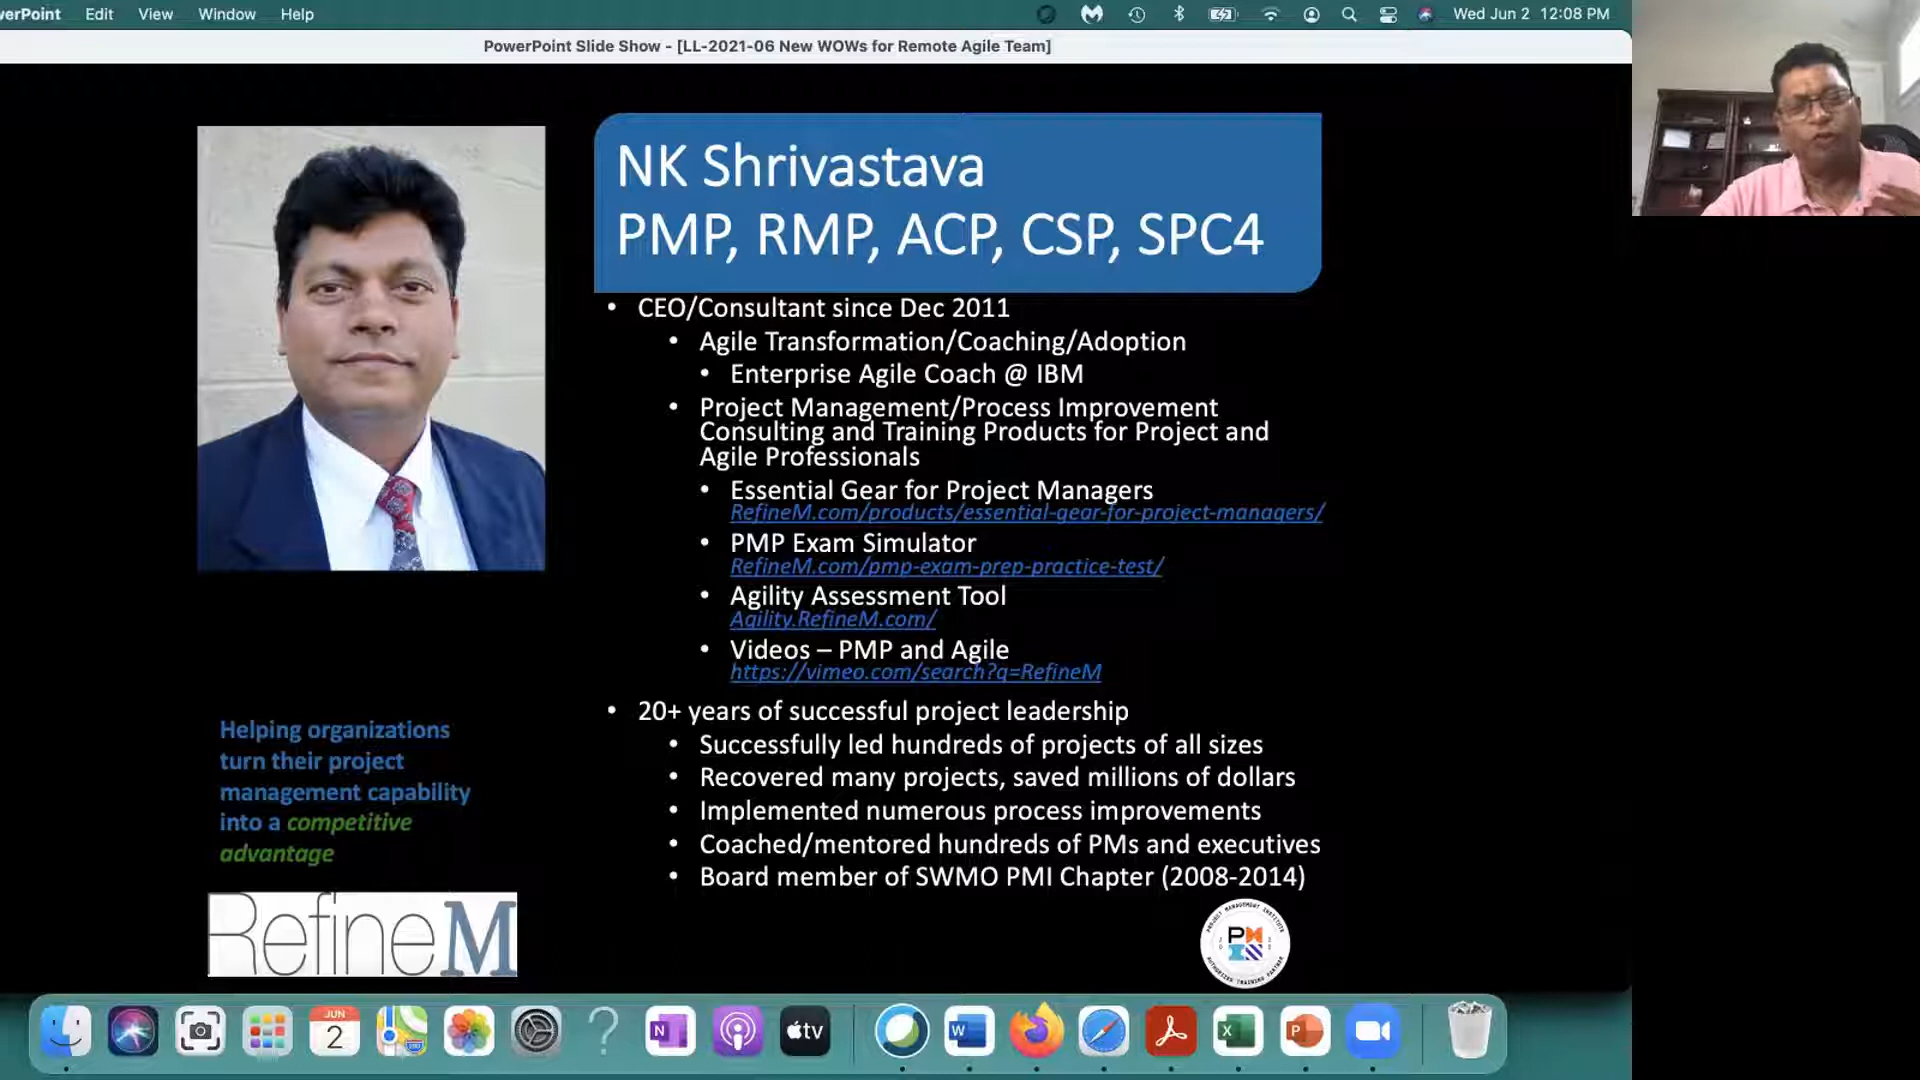 erPoint Edit View Window Help Wed Jun 2 12:08 PM
PowerPoint Slide Show - [LL-2021-06 New WOWs for Remote Agile Team]
NK Shrivastava
PMP, RMP, ACP, CSP, SPC4
• CEO/Consultant since Dec 2011
• Agile Transformation/Coaching/Adoption
• Enterprise Agile Coach @ IBM
• Project Management/Process Improvement
Consulting and Training Products for Project and
Agile Professionals
• Essential Gear for Project Managers
RefineM.com/products/essential-gear-for-project-managers/
• PMP Exam Simulator
RefineM.com/pmp-exam-prep-practice-test/
• Agility Assessment Tool
Agility.RefineM.com/
• Videos – PMP and Agile
https://vimeo.com/search?q=RefineM
• 20+ years of successful project leadership
• Successfully led hundreds of projects of all sizes
• Recovered many projects, saved millions of dollars
• Implemented numerous process improvements
• Coached/mentored hundreds of PMs and executives
• Board member of SWMO PMI Chapter (2008-2014)
Helping organizations
turn their project
management capability
into a competitive
advantage
RefineM
PROJECT MANAGEMENT INSTITUTE
PM
AUTHORIZED TRAINING PARTNER
JUN
2
?
N
tv
W
X
P